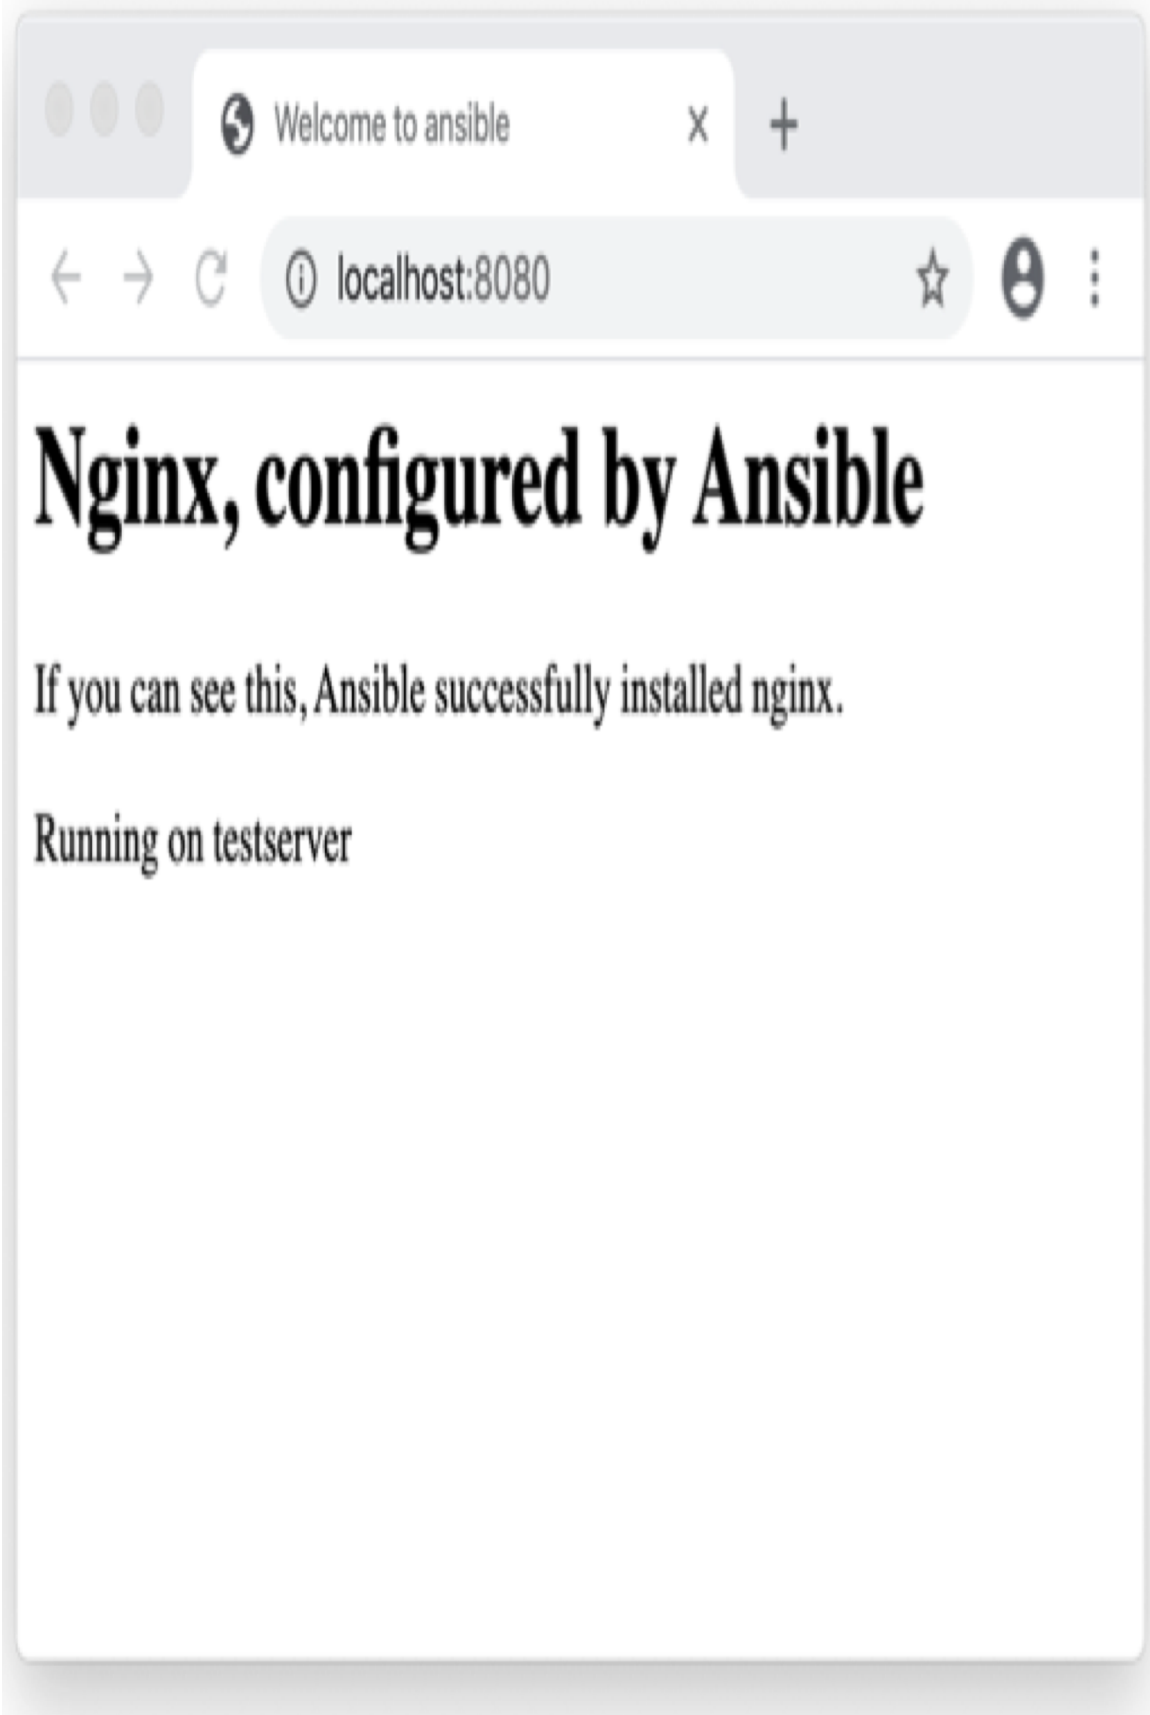 Welcome to ansible
localhost:8080
Nginx, configured by Ansible
If you can see this, Ansible successfully installed nginx.
Running on testserver